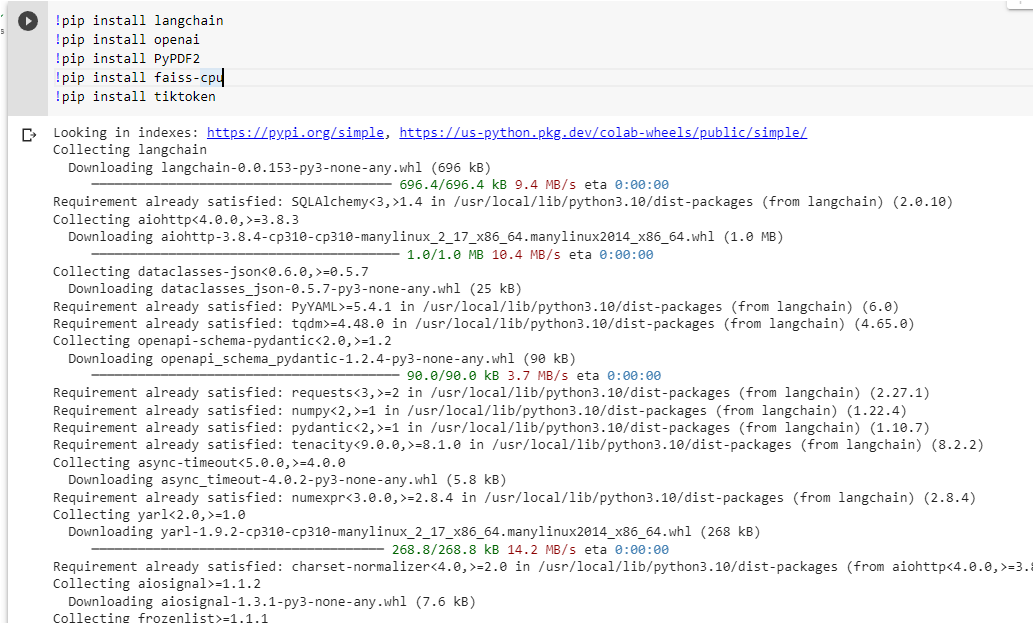 !pip install langchain
!pip install openai
!pip install PyPDF2
!pip install faiss-cpu
!pip install tiktoken
Looking in indexes: https://pypi.org/simple, https://us-python.pkg.dev/colab-wheels/public/simple/
Collecting langchain
Downloading langchain-0.0.153-py3-none-any.whl (696 kB)
696.4/696.4 kB 9.4 MB/s eta 0:00:00
Requirement already satisfied: SQLAlchemy<3,>1.4 in /usr/local/lib/python3.10/dist-packages (from langchain) (2.0.10)
Collecting aiohttp<4.0.0,>=3.8.3
Downloading aiohttp-3.8.4-cp310-cp310-manylinux_2_17_x86_64.manylinux2014_x86_64.whl (1.0 MB)
1.0/1.0 MB 10.4 MB/s eta 0:00:00
Collecting dataclasses-json<0.6.0,>=0.5.7
Downloading dataclasses_json-0.5.7-py3-none-any.whl (25 kB)
Requirement already satisfied: PyYAML>=5.4.1 in /usr/local/lib/python3.10/dist-packages (from langchain) (6.0)
Requirement already satisfied: tqdm>=4.48.0 in /usr/local/lib/python3.10/dist-packages (from langchain) (4.65.0)
Collecting openapi-schema-pydantic<2.0,>=1.2
Downloading openapi_schema_pydantic-1.2.4-py3-none-any.whl (90 kB)
90.0/90.0 kB 3.7 MB/s eta 0:00:00
Requirement already satisfied: requests<3,>=2 in /usr/local/lib/python3.10/dist-packages (from langchain) (2.27.1)
Requirement already satisfied: numpy<2,>=1 in /usr/local/lib/python3.10/dist-packages (from langchain) (1.22.4)
Requirement already satisfied: pydantic<2,>=1 in /usr/local/lib/python3.10/dist-packages (from langchain) (1.10.7)
Requirement already satisfied: tenacity<9.0.0,>=8.1.0 in /usr/local/lib/python3.10/dist-packages (from langchain) (8.2.2)
Collecting async-timeout<5.0.0,>=4.0.0
Downloading async_timeout-4.0.2-py3-none-any.whl (5.8 kB)
Requirement already satisfied: numexpr<3.0.0,>=2.8.4 in /usr/local/lib/python3.10/dist-packages (from langchain) (2.8.4)
Collecting yarl<2.0,>=1.0
Downloading yarl-1.9.2-cp310-cp310-manylinux_2_17_x86_64.manylinux2014_x86_64.whl (268 kB)
268.8/268.8 kB 14.2 MB/s eta 0:00:00
Requirement already satisfied: charset-normalizer<4.0,>=2.0 in /usr/local/lib/python3.10/dist-packages (from aiohttp<4.0.0,>=3.8
Collecting aiosignal>=1.1.2
Downloading aiosignal-1.3.1-py3-none-any.whl (7.6 kB)
Collecting frozenlist>=1.1.1